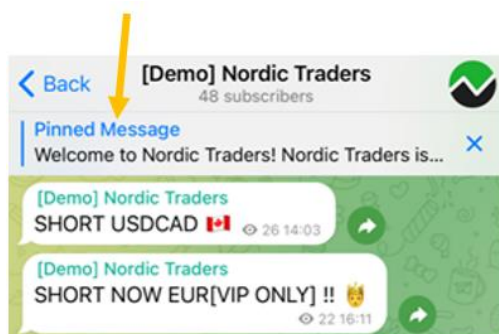 Back
[Demo] Nordic Traders
48 subscribers
Pinned Message
Welcome to Nordic Traders! Nordic Traders is...
[Demo] Nordic Traders
SHORT USDCAD 🇨🇦 26 14:03
[Demo] Nordic Traders
SHORT NOW EUR[VIP ONLY] !! 🤴
22 16:11